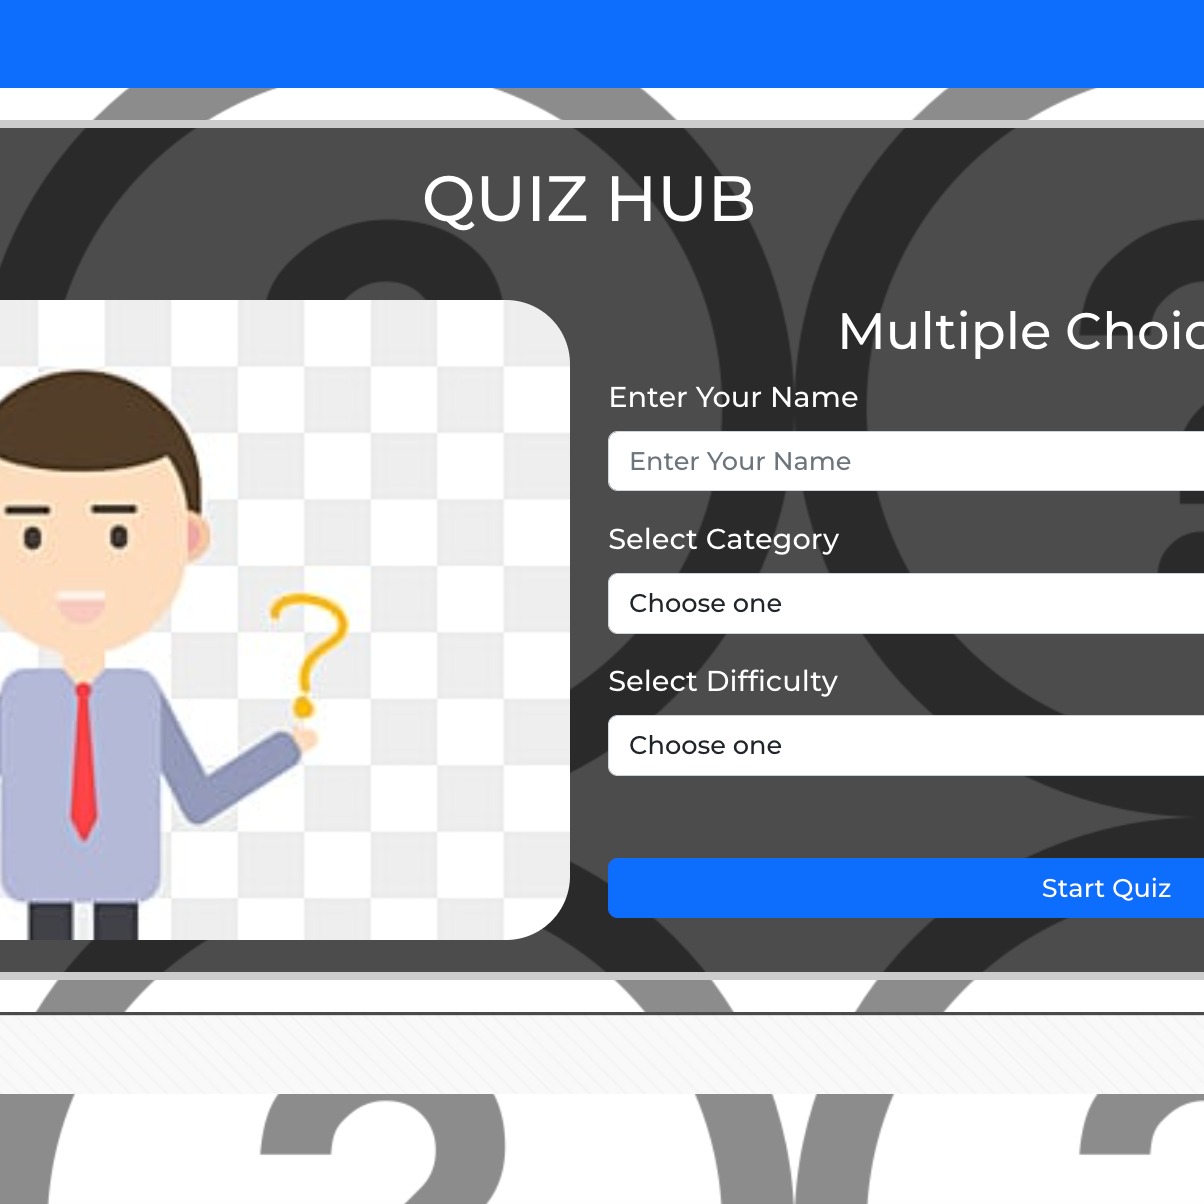 QUIZ HUB
Multiple Choic
Enter Your Name
Enter Your Name
Select Category
Choose one
Select Difficulty
Choose one
Start Quiz